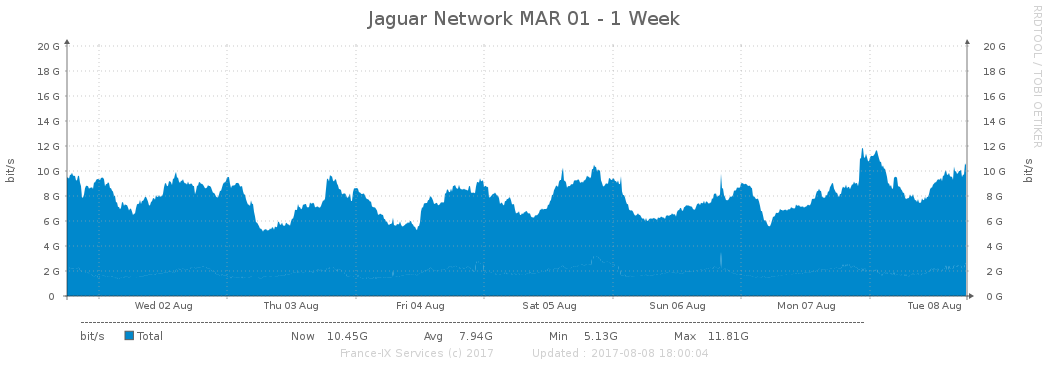 Jaguar Network MAR 01 - 1 Week
RRDTOOL / TOBI OETIKER
bit/s
20 G
18 G
16 G
14 G
12 G
10 G
8 G
6 G
4 G
2 G
0
20 G
18 G
16 G
14 G
12 G
10 G
8 G
6 G
4 G
2 G
0 G
bit/s
Wed 02 Aug Thu 03 Aug Fri 04 Aug Sat 05 Aug Sun 06 Aug Mon 07 Aug Tue 08 Aug
bit/s Total Now 10.45G Avg 7.94G Min 5.13G Max 11.81G
France-IX Services (c) 2017 Updated : 2017-08-08 18:00:04